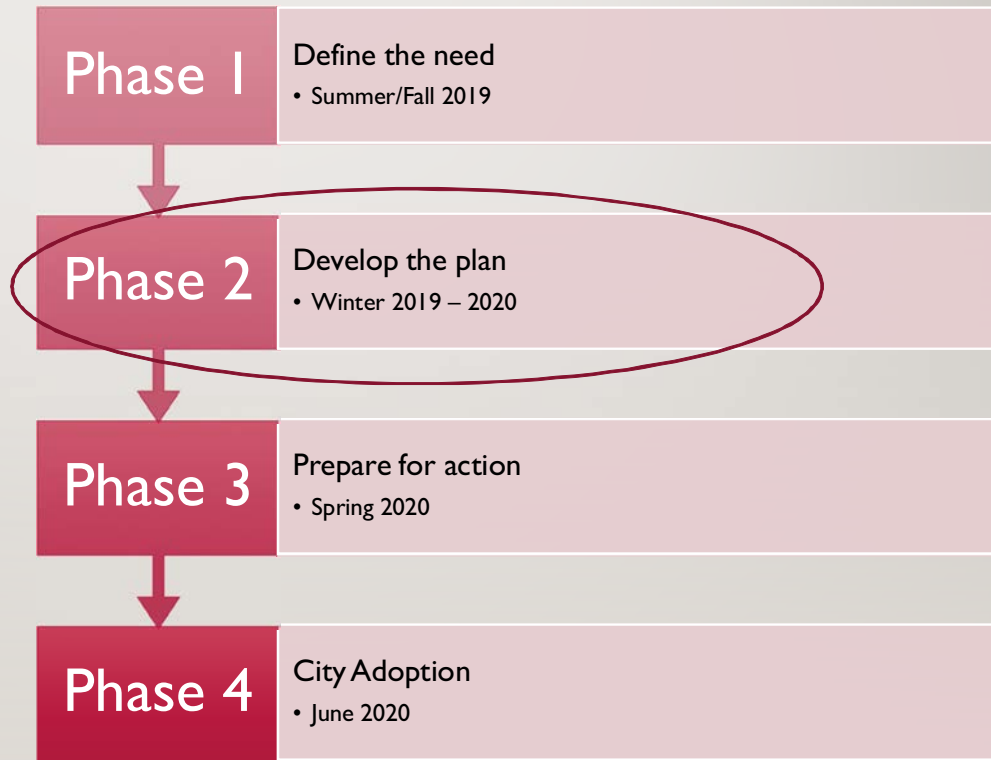 Phase 1
Define the need
• Summer/Fall 2019
Phase 2
Develop the plan
• Winter 2019 – 2020
Phase 3
Prepare for action
• Spring 2020
Phase 4
City Adoption
• June 2020